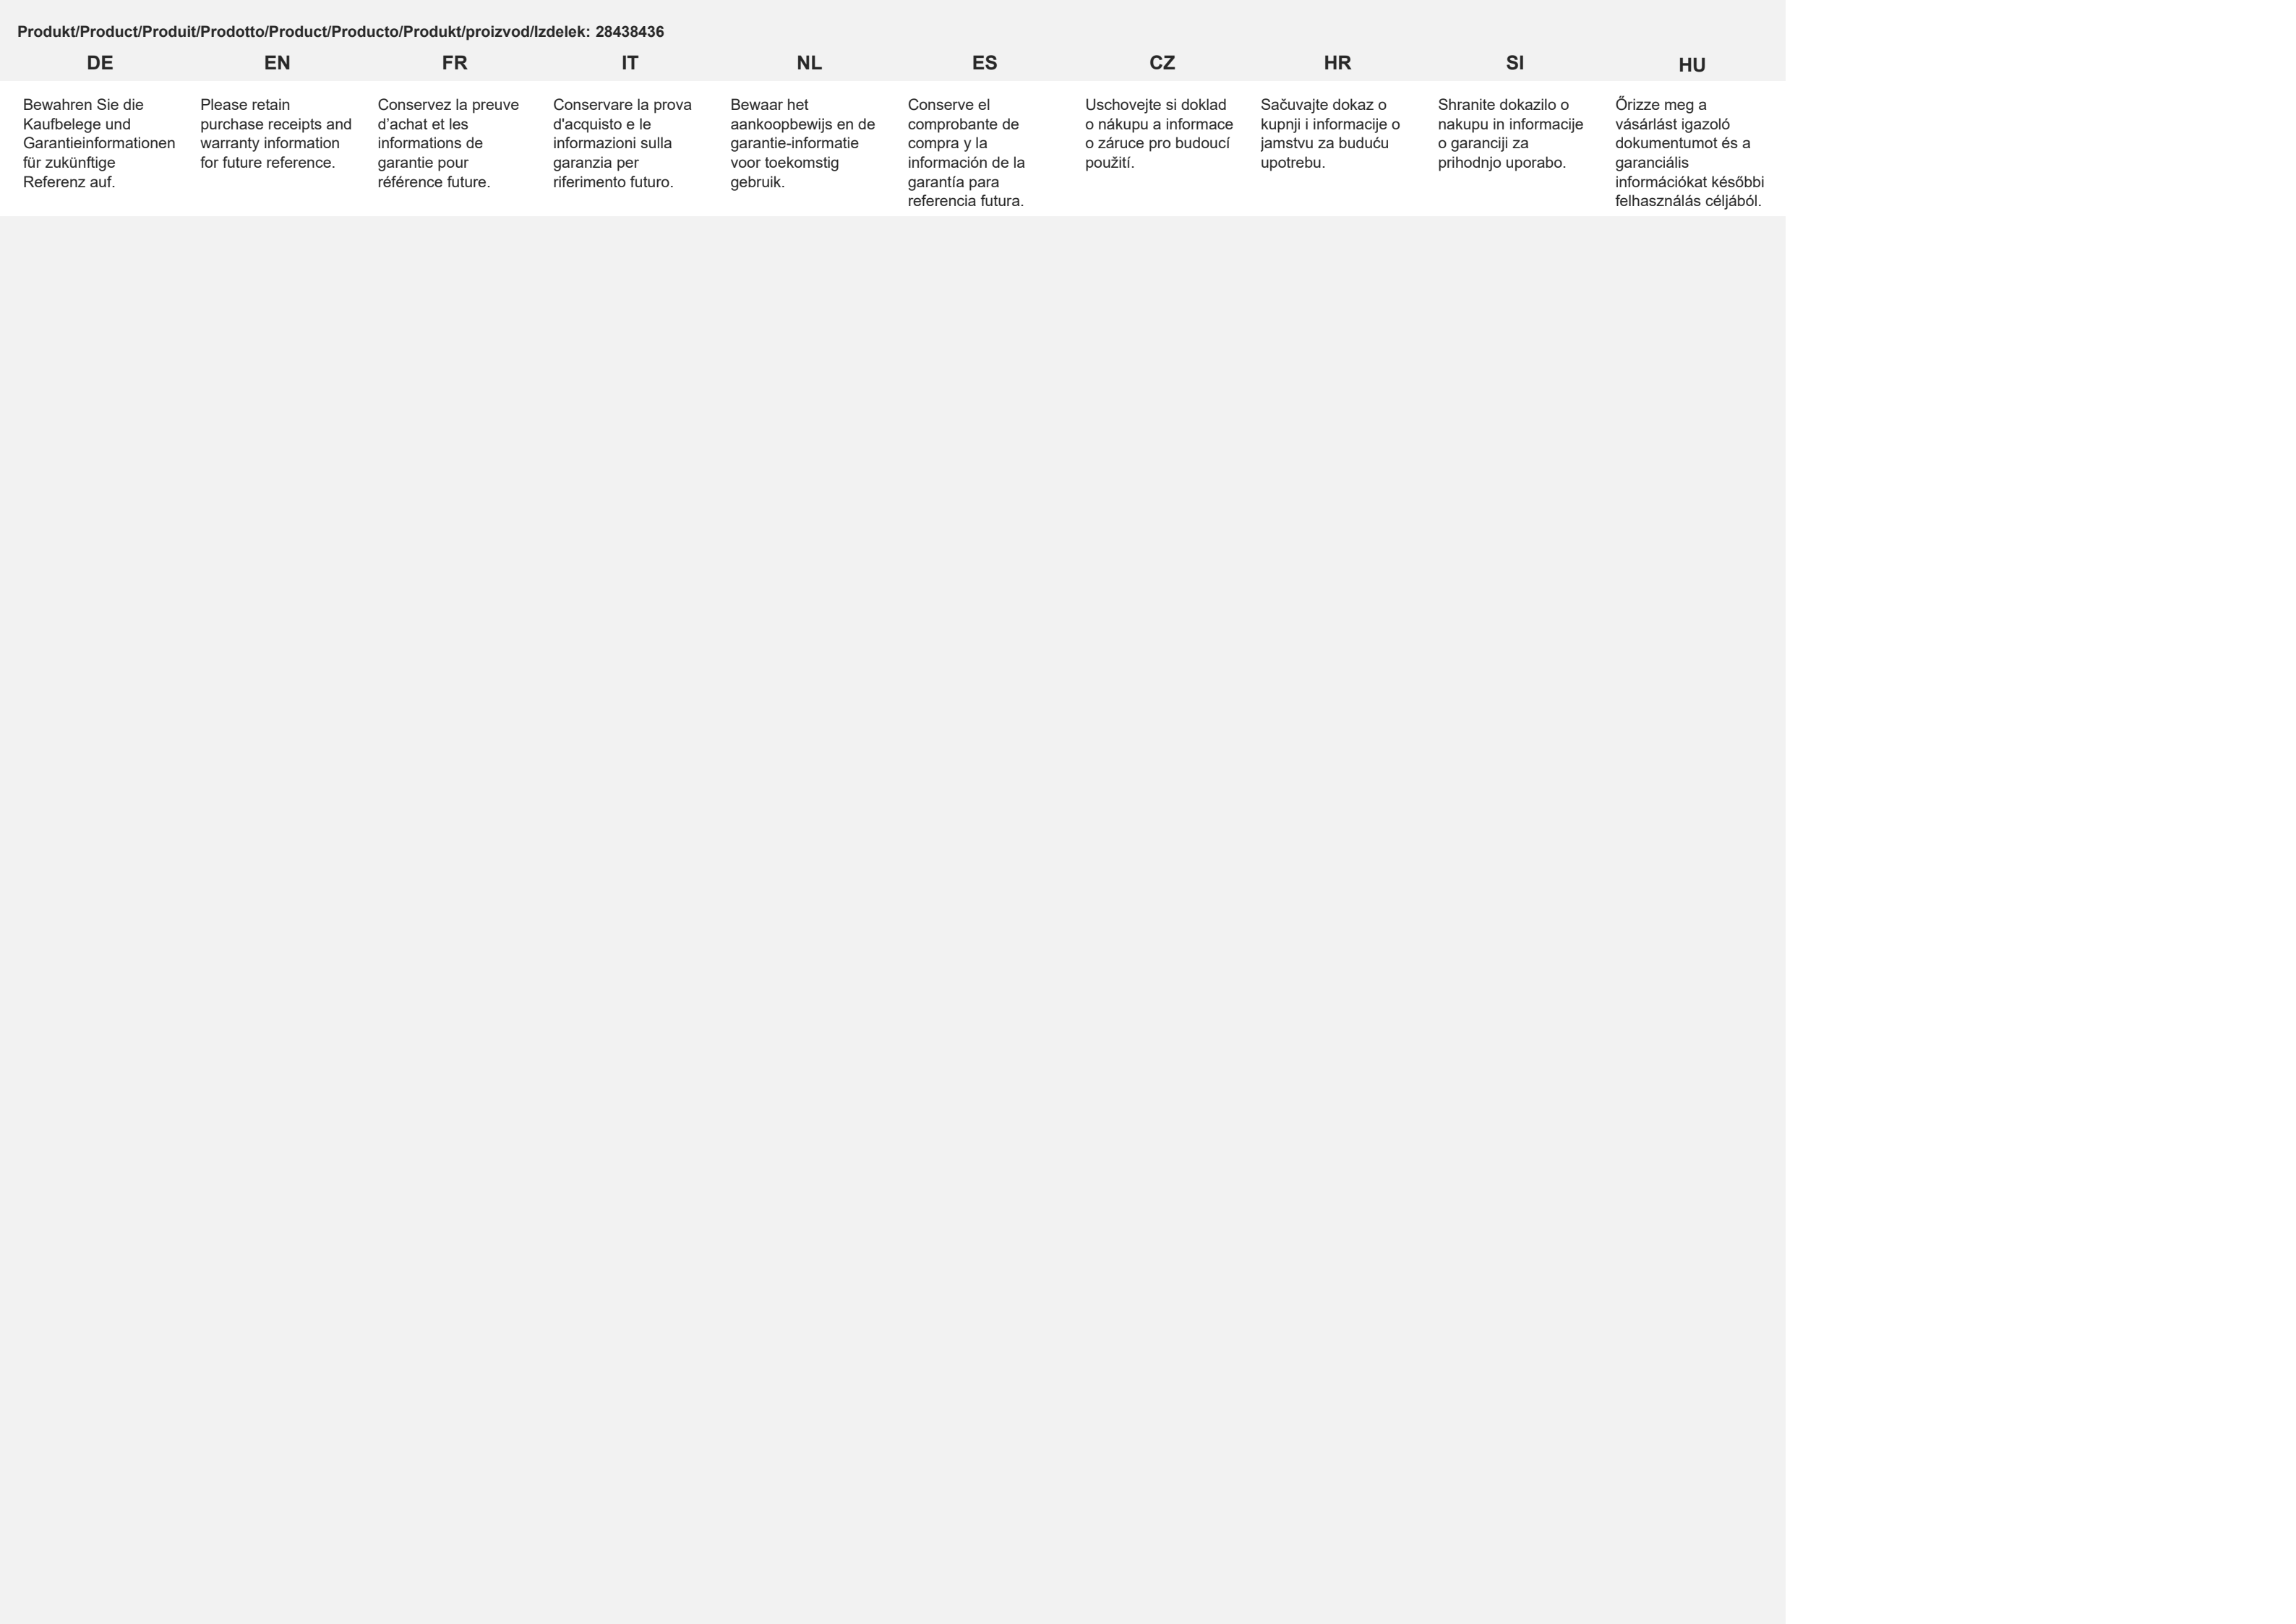 Produkt/Product/Produit/Prodotto/Product/Producto/Produkt/proizvod/Izdelek: 28438436
DE
Bewahren Sie die
Kaufbelege und
Garantieinformationen
für zukünftige
Referenz auf.
EN
Please retain
purchase receipts and
warranty information
for future reference.
FR
Conservez la preuve
d’achat et les
informations de
garantie pour
référence future.
IT
Conservare la prova
d'acquisto e le
informazioni sulla
garanzia per
riferimento futuro.
NL
Bewaar het
aankoopbewijs en de
garantie-informatie
voor toekomstig
gebruik.
ES
Conserve el
comprobante de
compra y la
información de la
garantía para
referencia futura.
CZ
Uschovejte si doklad
o nákupu a informace
o záruce pro budoucí
použití.
HR
Sačuvajte dokaz o
kupnji i informacije o
jamstvu za buduću
upotrebu.
SI
Shranite dokazilo o
nakupu in informacije
o garanciji za
prihodnjo uporabo.
HU
Őrizze meg a
vásárlást igazoló
dokumentumot és a
garanciális
információkat későbbi
felhasználás céljából.